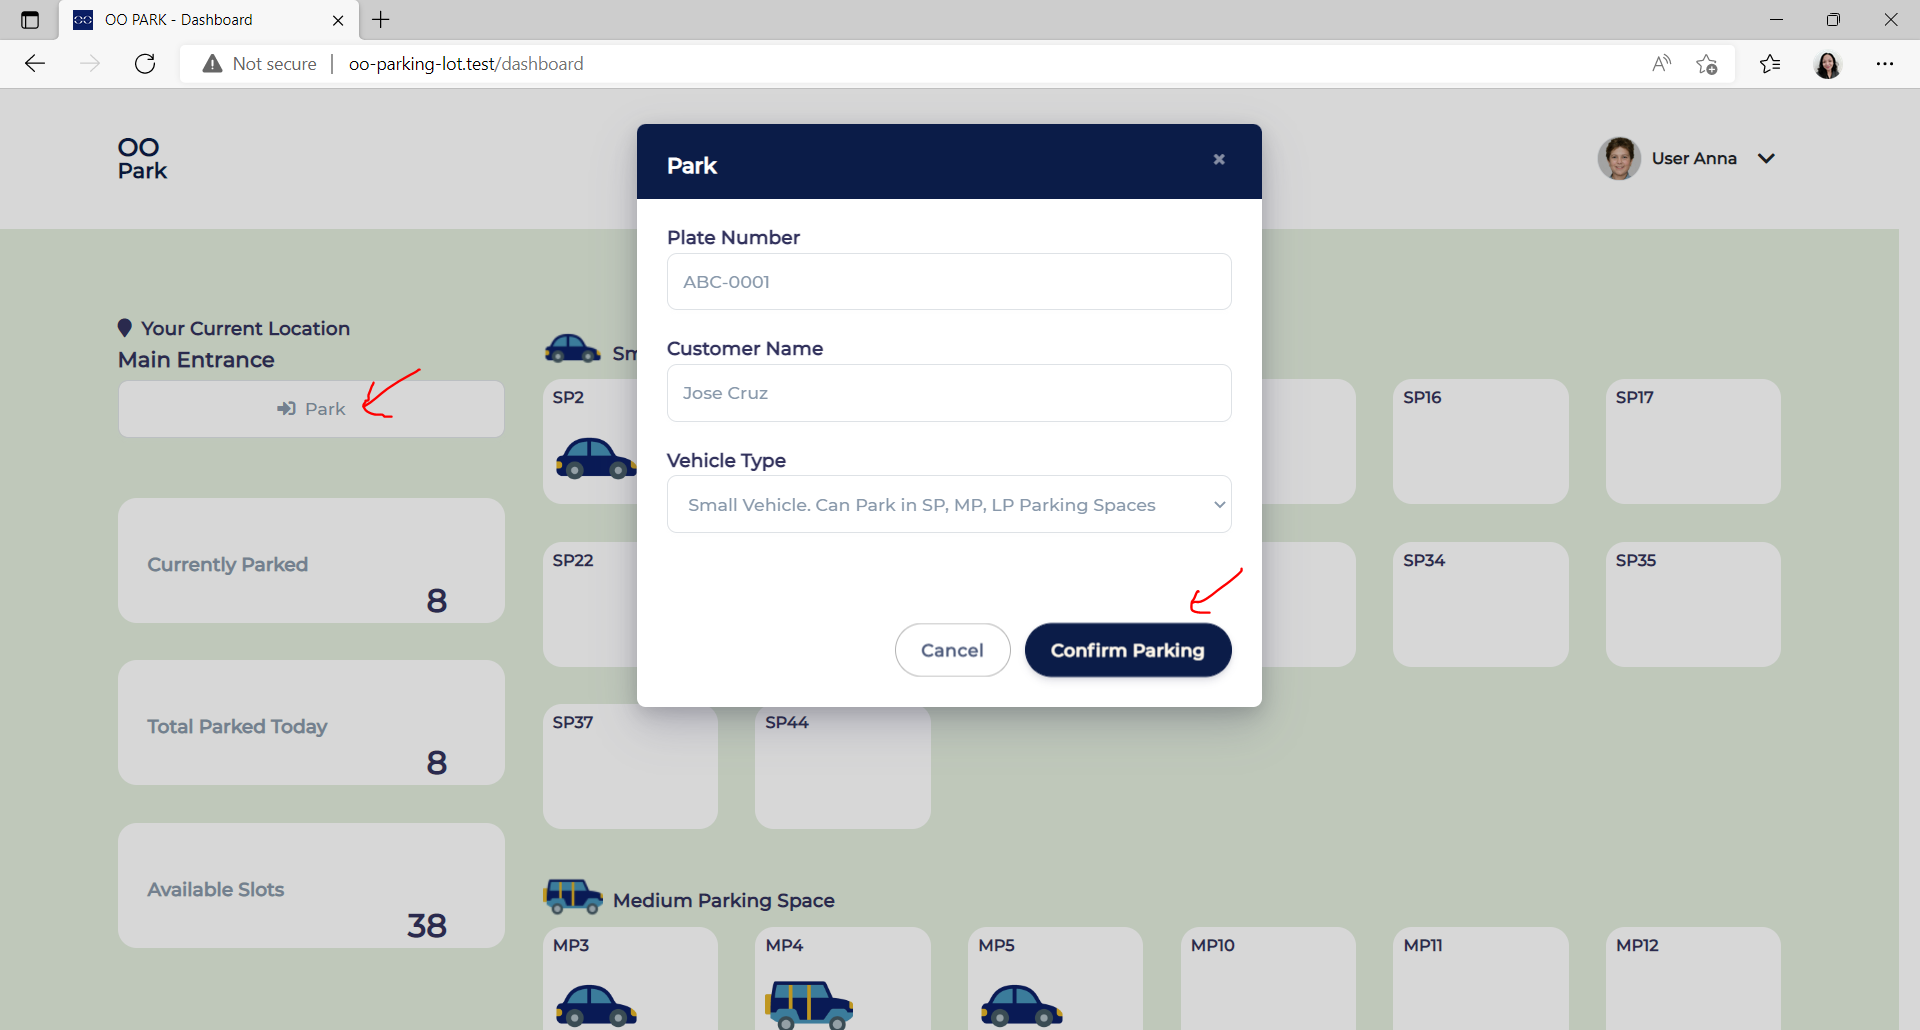 OO PARK - Dashboard
Not secure
oo-parking-lot.test/dashboard
OO
Park
User Anna
Park
Plate Number
ABC-0001
Customer Name
Jose Cruz
Vehicle Type
Small Vehicle. Can Park in SP, MP, LP Parking Spaces
Cancel
Confirm Parking
Your Current Location
Main Entrance
Park
Currently Parked
8
Total Parked Today
8
Available Slots
38
Sm
SP2
SP16
SP17
SP22
SP34
SP35
SP37
SP44
Medium Parking Space
MP3
MP4
MP5
MP10
MP11
MP12